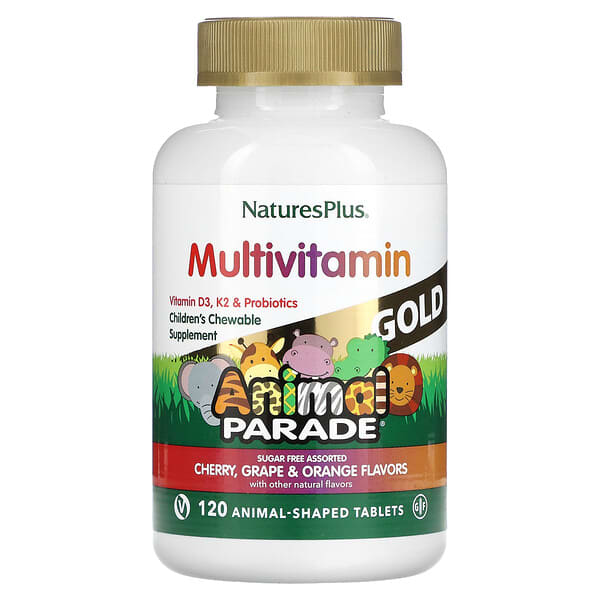 NaturesPlus®
Multivitamin
Vitamin D3, K2 & Probiotics
Children's Chewable
Supplement
GOLD
Animal
PARADE®
SUGAR FREE ASSORTED
CHERRY, GRAPE & ORANGE FLAVORS
with other natural flavors
V 120 ANIMAL-SHAPED TABLETS GF